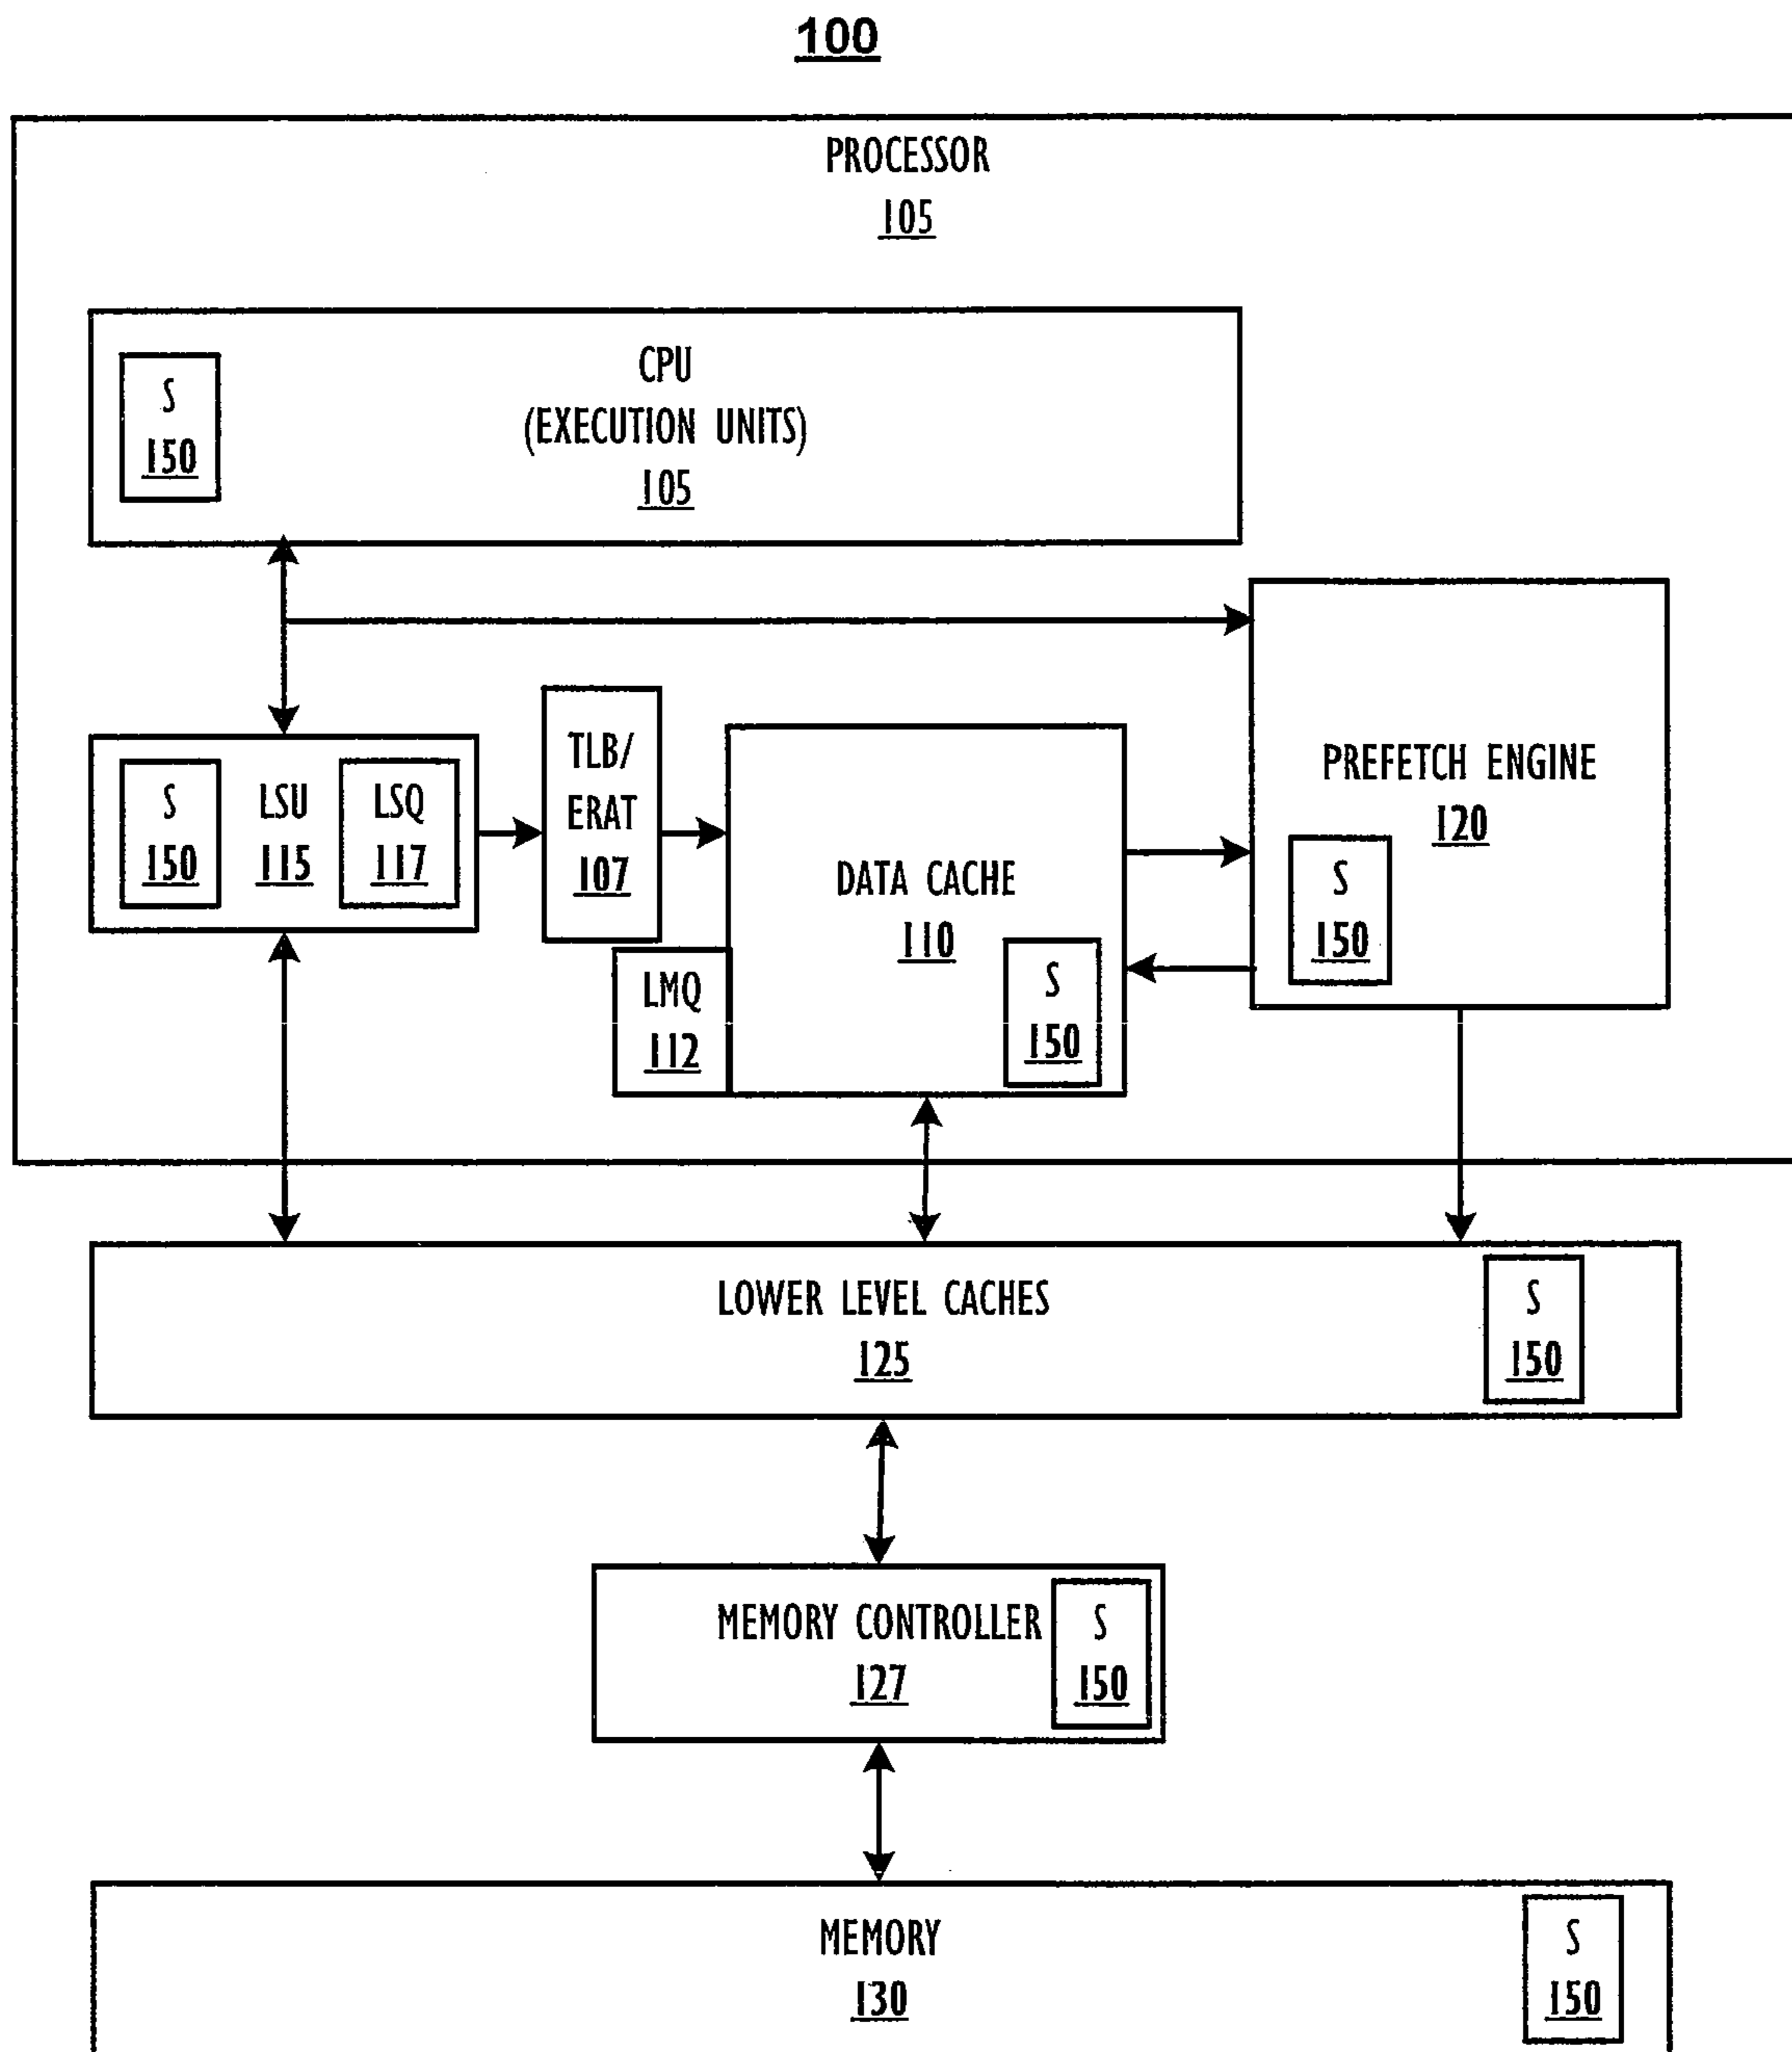 100
PROCESSOR
105
CPU
(EXECUTION UNITS)
105
S
150
S
150
LSU
115
LSQ
117
TLB/
ERAT
107
LMQ
112
DATA CACHE
110
S
150
PREFETCH ENGINE
120
S
150
LOWER LEVEL CACHES
125
S
150
MEMORY CONTROLLER
127
S
150
MEMORY
130
S
150